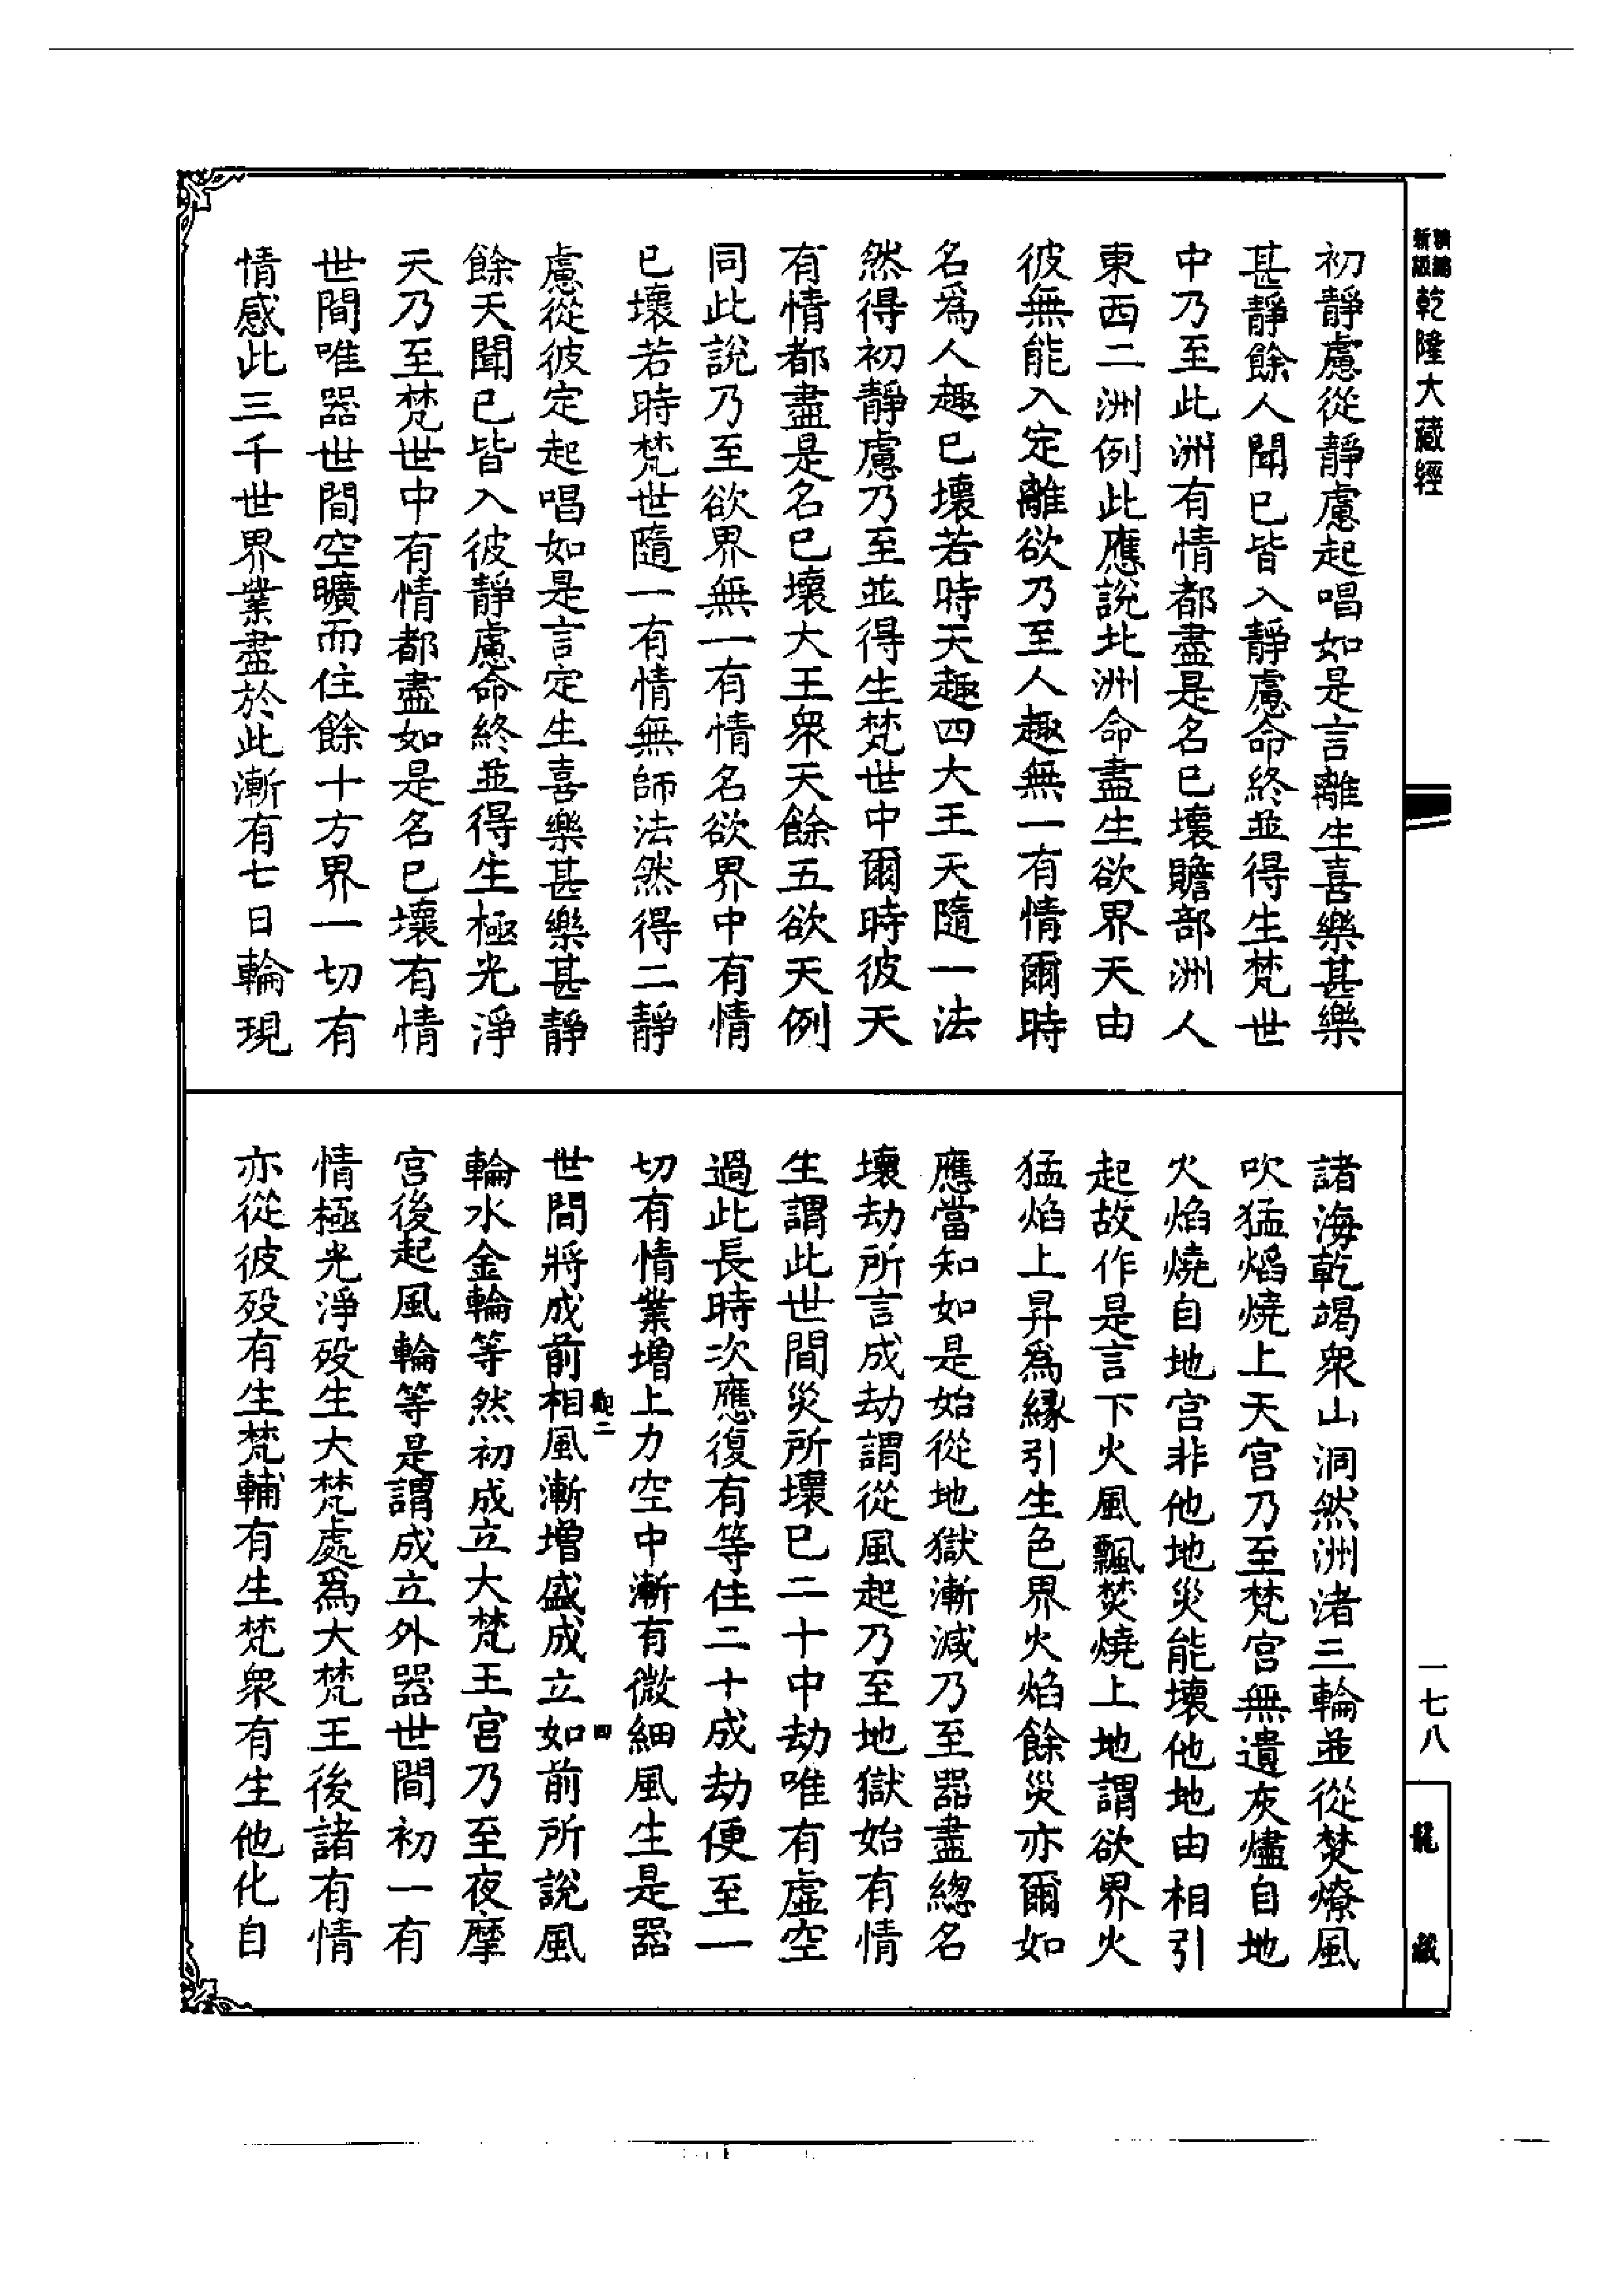 乾隆大藏經
初靜慮從靜慮起唱如是言離生喜樂甚樂
甚靜餘人聞已皆入靜慮命終並得生梵世
中乃至此洲有情都盡是名已壞贍部洲人
東西二洲例此應說北洲命盡生欲界天由
彼無能入定離欲乃至人趣無一有情爾時
名爲人趣已壞若時天趣四大王天隨一法
然得初靜慮乃至並得生梵世中爾時彼天
有情都盡是名已壞大王衆天餘五欲天例
同此說乃至欲界無一有情名欲界中有情
已壞若時梵世隨一有情無師法然得二靜
慮從彼定起唱如是言定生喜樂甚樂甚靜
餘天聞已皆入彼靜慮命終並得生極光淨
天乃至梵世中有情都盡如是名已壞有情
世間唯器世間空曠而住餘十方界一切有
情感此三千世界業盡於此漸有七日輪現
諸海乾竭衆山洞然洲渚三輪並從焚燎風
吹猛焰燒上天宮乃至梵宮無遺灰燼自地
火焰燒自地宮非他地災能壞他地由相引
起故作是言下火風飄焚燒上地謂欲界火
猛焰上昇爲縁引生色界火焰餘災亦爾如
應當知如是始從地獄漸減乃至器盡總名
壞劫所言成劫謂從風起乃至地獄始有情
生謂此世間災所壞已二十中劫唯有虛空
過此長時次應復有等住二十成劫便至一
切有情業增上力空中漸有微細風生是器
世間將成前相風漸增盛成立如前所說風
輪水金輪等然初成立大梵王宮乃至夜摩
宮後起風輪等是謂成立外器世間初一有
情極光淨歿生大梵處爲大梵王後諸有情
亦從彼歿有生梵輔有生梵衆有生他化自
一七八
龍藏